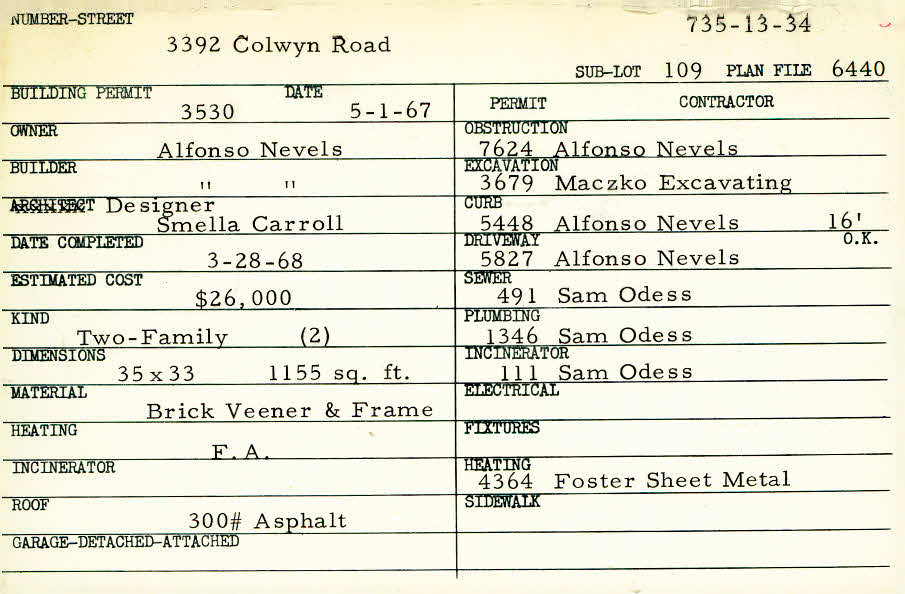 NUMBER-STREET
735-13-34
3392 Colwyn Road
SUB-LOT 109 PLAN FILE 6440
BUILDING PERMIT DATE
3530 5-1-67
OWNER
Alfonso Nevels
BUILDER
" "
ARCHITECT Designer
Smella Carroll
DATE COMPLETED
3-28-68
ESTIMATED COST
$26,000
KIND
Two-Family (2)
DIMENSIONS
35x33 1155 sq. ft.
MATERIAL
Brick Veener & Frame
HEATING
F.A.
INCINERATOR
ROOF
300# Asphalt
GARAGE-DETACHED-ATTACHED
PERMIT CONTRACTOR
OBSTRUCTION
7624 Alfonso Nevels
EXCAVATION
3679 Maczko Excavating
CURB
5448 Alfonso Nevels 16'
DRIVEWAY O.K.
5827 Alfonso Nevels
SEWER
491 Sam Odess
PLUMBING
1346 Sam Odess
INCINERATOR
111 Sam Odess
ELECTRICAL
FIXTURES
HEATING
4364 Foster Sheet Metal
SIDEWALK